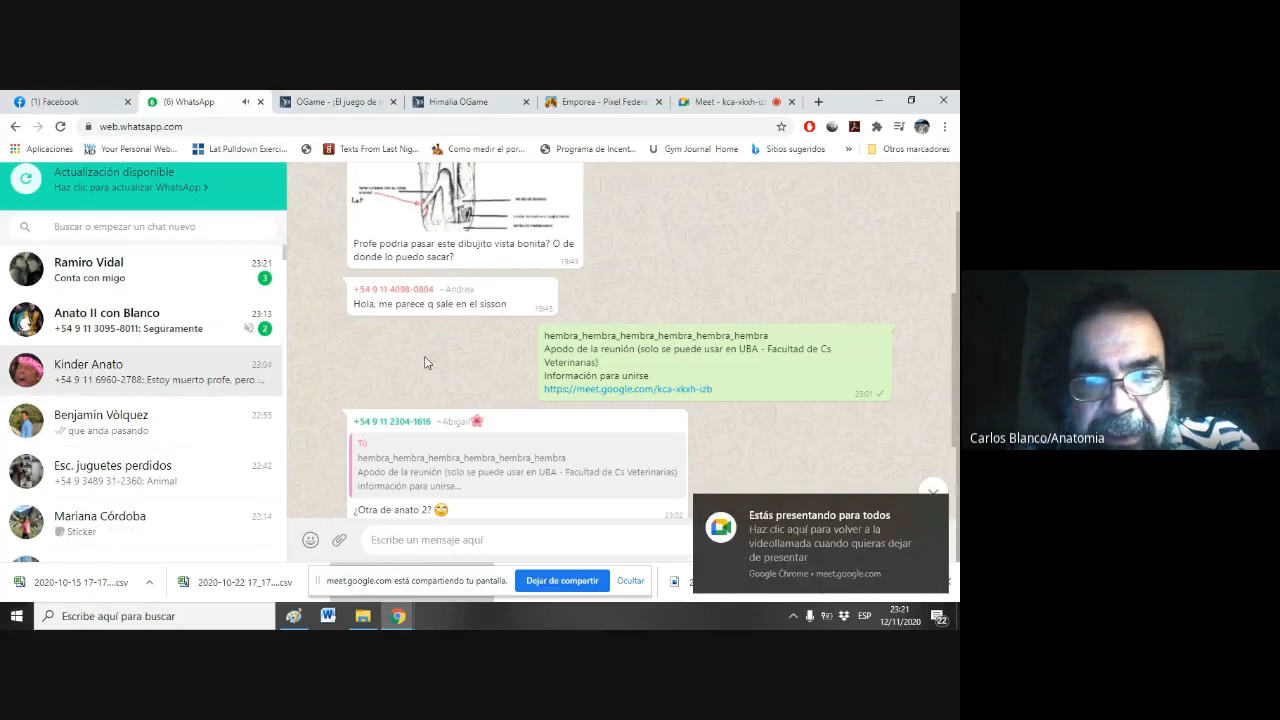 (1) Facebook
(6) WhatsApp
OGame - ¡El juego de r
Himalia OGame
Emporea - Pixel Federa
Meet - kca-xkxh-iz
web.whatsapp.com
Aplicaciones
Your Personal Web...
Lat Pulldown Exerci...
Texts From Last Nig...
Como medir el por...
Programa de Incent...
Gym Journal Home
Sitios sugeridos
»
Otros marcadores
Actualización disponible
Haz clic para actualizar WhatsApp >
Buscar o empezar un chat nuevo
Ramiro Vidal
23:21
Conta con migo
3
Anato II con Blanco
23:13
+54 9 11 3095-8011: Seguramente
2
Kinder Anato
23:04
+54 9 11 6960-2788: Estoy muerto profe, pero ...
Benjamin Vòlquez
22:55
que anda pasando
Esc. juguetes perdidos
22:42
+54 9 3489 31-2360: Animal
Mariana Córdoba
22:14
Sticker
Profe podria pasar este dibujito vista bonita? O de
donde lo puedo sacar?
19:43
+54 9 11 4098-0804 ~Andrea
Hola, me parece q sale en el sisson
19:45
hembra_hembra_hembra_hembra_hembra_hembra
Apodo de la reunión (solo se puede usar en UBA - Facultad de Cs
Veterinarias)
Información para unirse
https://meet.google.com/kca-xkxh-izb
23:01
+54 9 11 2304-1616 ~Abigail
Tú
hembra_hembra_hembra_hembra_hembra_hembra
Apodo de la reunión (solo se puede usar en UBA - Facultad de Cs Veterinarias)
Información para unirse...
¿Otra de anato 2?
23:02
Escribe un mensaje aquí
Estás presentando para todos
Haz clic aquí para volver a la
videollamada cuando quieras dejar
de presentar
Google Chrome • meet.google.com
2020-10-15 17-17....csv
2020-10-22 17_17....csv
meet.google.com está compartiendo tu pantalla.
Dejar de compartir
Ocultar
Escribe aquí para buscar
ESP
23:21
12/11/2020
22
Carlos Blanco/Anatomia